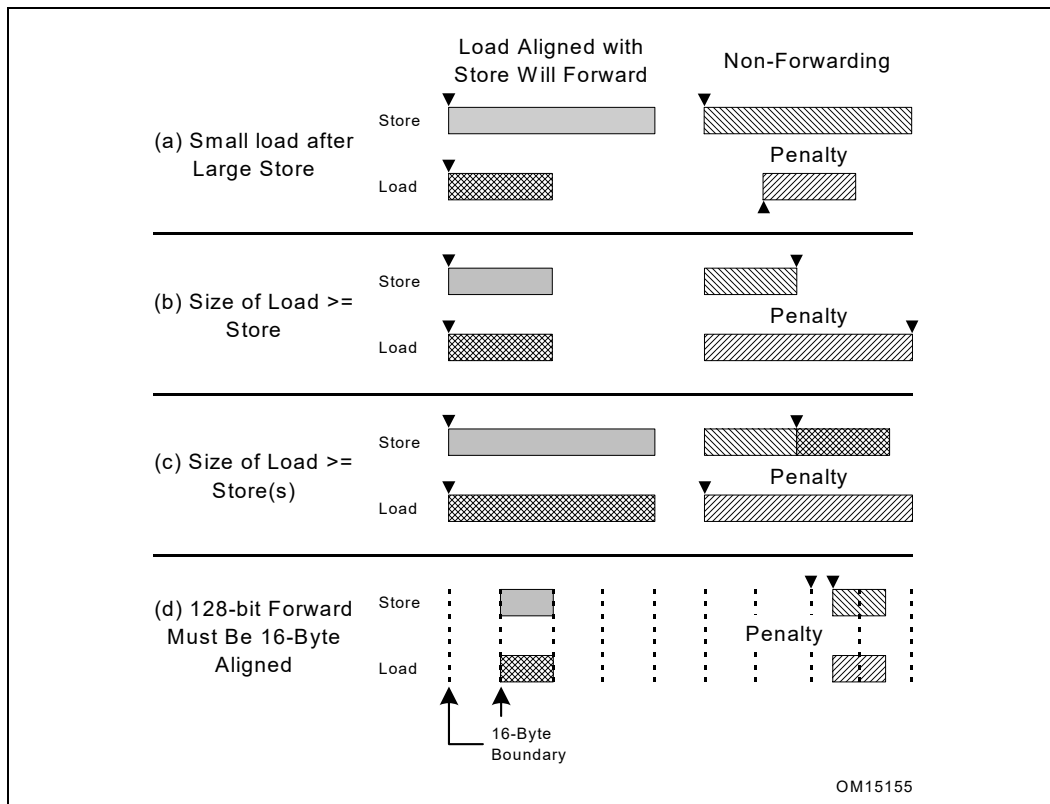 Load Aligned with
Store Will Forward
Non-Forwarding
(a) Small load after
Large Store
Store
Penalty
Load
(b) Size of Load >=
Store
Store
Penalty
Load
(c) Size of Load >=
Store(s)
Store
Penalty
Load
(d) 128-bit Forward
Must Be 16-Byte
Aligned
Store
Penalty
Load
16-Byte
Boundary
OM15155